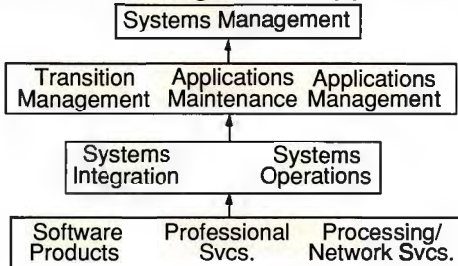 Systems Management
Transition Applications Applications
Management Maintenance Management
Systems Systems
Integration Operations
Software Professional Processing/
Products Svcs. Network Svcs.